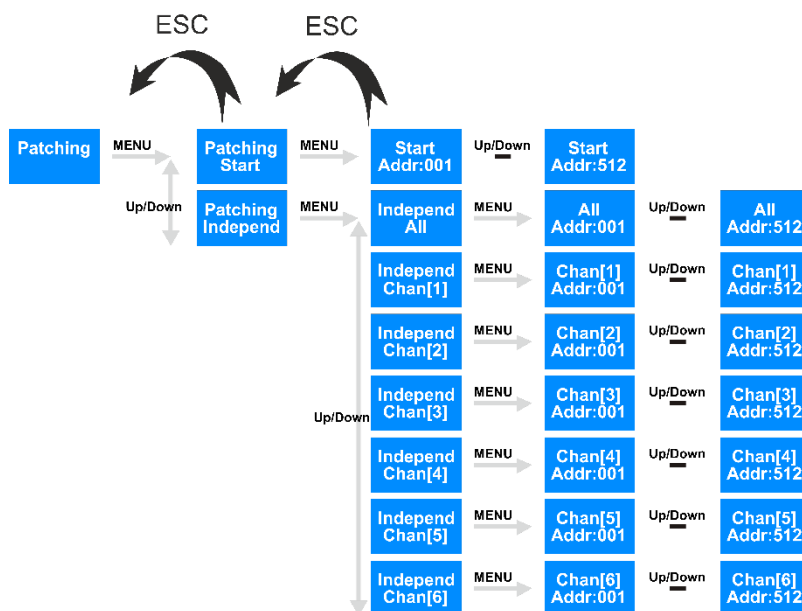 ESC
ESC
Patching
MENU
Patching
Start
MENU
Start
Addr:001
Up/Down
Start
Addr:512
Up/Down
Patching
Independ
MENU
Independ
All
MENU
All
Addr:001
Up/Down
All
Addr:512
Independ
Chan[1]
MENU
Chan[1]
Addr:001
Up/Down
Chan[1]
Addr:512
Independ
Chan[2]
MENU
Chan[2]
Addr:001
Up/Down
Chan[2]
Addr:512
Up/Down
Independ
Chan[3]
MENU
Chan[3]
Addr:001
Up/Down
Chan[3]
Addr:512
Independ
Chan[4]
MENU
Chan[4]
Addr:001
Up/Down
Chan[4]
Addr:512
Independ
Chan[5]
MENU
Chan[5]
Addr:001
Up/Down
Chan[5]
Addr:512
Independ
Chan[6]
MENU
Chan[6]
Addr:001
Up/Down
Chan[6]
Addr:512